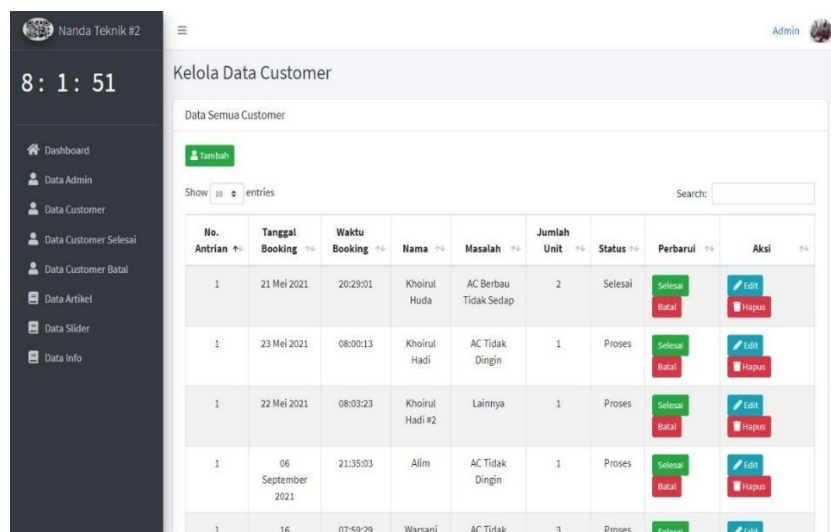 Nanda Teknik #2
Admin
8: 1: 51
Kelola Data Customer
Data Semua Customer
Dashboard
Data Admin
Data Customer
Data Customer Selesai
Data Customer Batal
Data Artikel
Data Slider
Data Info
Tambah
Show 10 entries
Search:
No. Antrian Tanggal Booking Waktu Booking Nama Masalah Jumlah Unit Status Perbarui Aksi
1 21 Mei 2021 20:29:01 Khoirul Huda AC Berbau Tidak Sedap 2 Selesai Selesai Batal Edit Hapus
1 23 Mei 2021 08:00:13 Khoirul Hadi AC Tidak Dingin 1 Proses Selesai Batal Edit Hapus
1 22 Mei 2021 08:03:23 Khoirul Hadi #2 Lainnya 1 Proses Selesai Batal Edit Hapus
1 06 September 2021 21:35:03 Alim AC Tidak Dingin 1 Proses Selesai Batal Edit Hapus
1 16 07:59:29 Warsani AC Tidak 3 Proses Selesai Edit